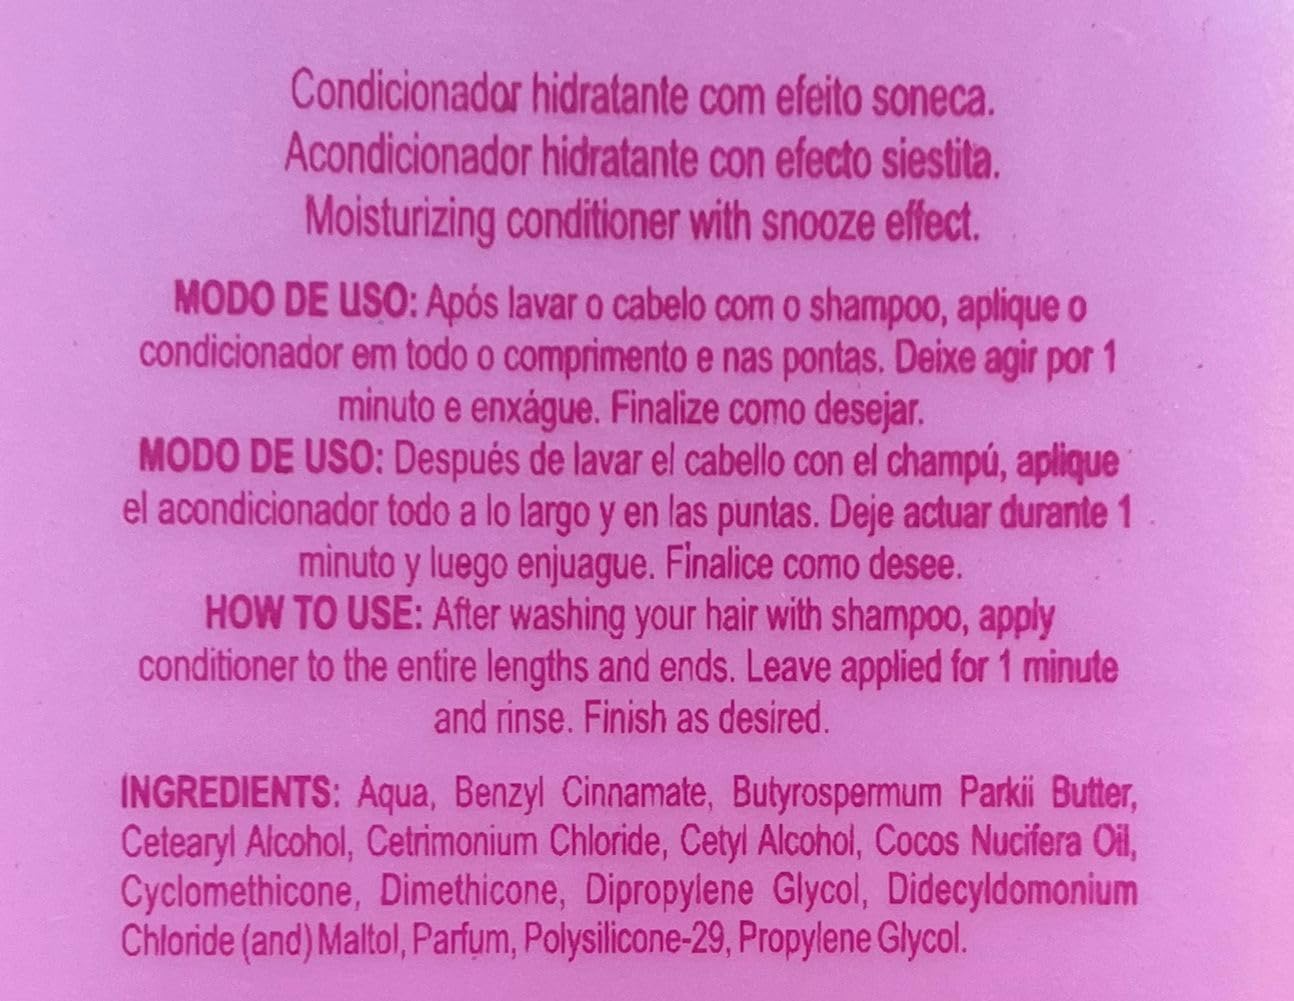 Condicionador hidratante com efeito soneca.
Acondicionador hidratante con efecto siestita.
Moisturizing conditioner with snooze effect.
MODO DE USO: Após lavar o cabelo com o shampoo, aplique o
condicionador em todo o comprimento e nas pontas. Deixe agir por 1
minuto e enxágue. Finalize como desejar.
MODO DE USO: Después de lavar el cabello con el champú, aplique
el acondicionador todo a lo largo y en las puntas. Deje actuar durante 1
minuto y luego enjuague. Finalice como desee.
HOW TO USE: After washing your hair with shampoo, apply
conditioner to the entire lengths and ends. Leave applied for 1 minute
and rinse. Finish as desired.
INGREDIENTS: Aqua, Benzyl Cinnamate, Butyrospermum Parkii Butter,
Cetearyl Alcohol, Cetrimonium Chloride, Cetyl Alcohol, Cocos Nucifera Oil,
Cyclomethicone, Dimethicone, Dipropylene Glycol, Didecyldomonium
Chloride (and) Maltol, Parfum, Polysilicone-29, Propylene Glycol.